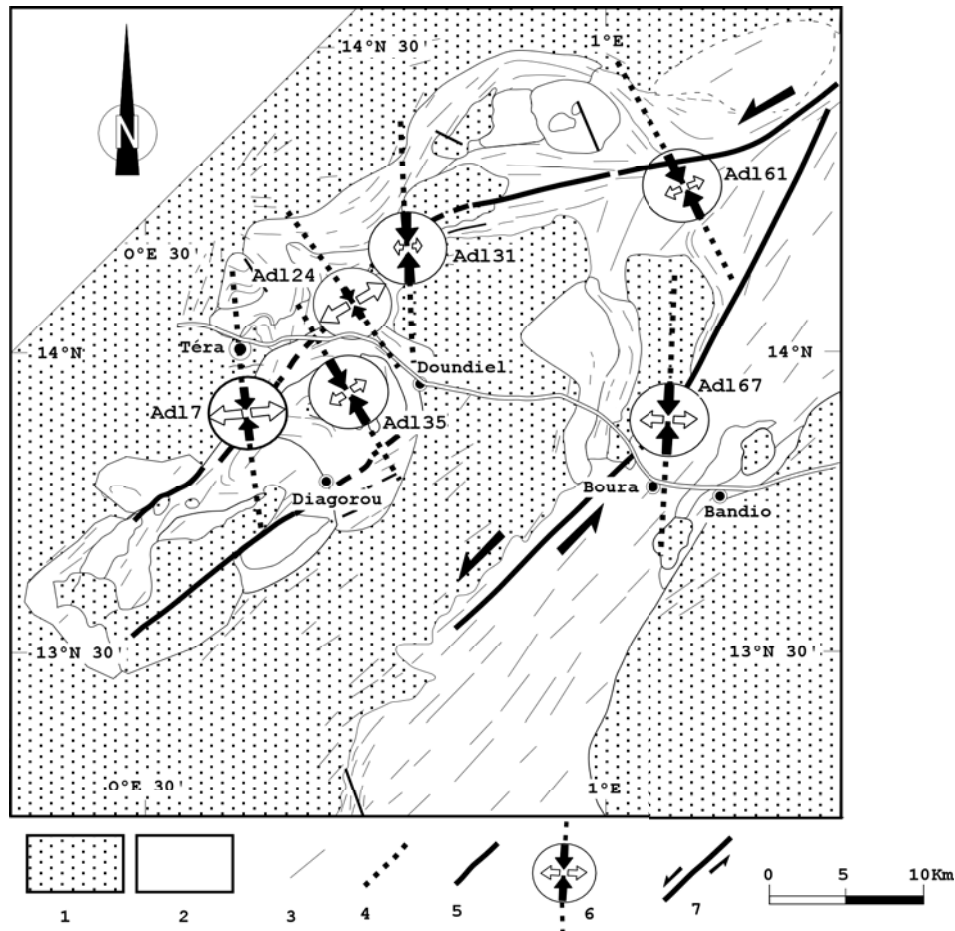 14°N 30'
1°E
N
Adl61
Adl31
0°E 30'
Adl24
Téra
14°N
14°N
Doundiel
Adl67
Adl7
Adl35
Diagorou
Boura
Bandio
13°N 30'
13°N 30'
0°E 30'
1°E
0 5 10Km
1 2 3 4 5 6 7